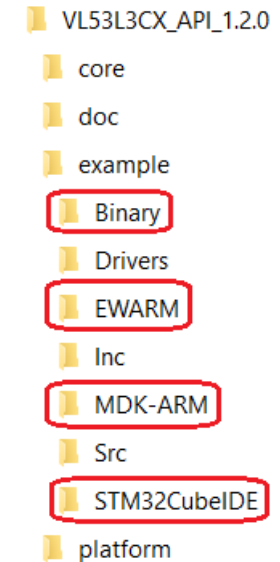 VL53L3CX_API_1.2.0
core
doc
example
Binary
Drivers
EWARM
Inc
MDK-ARM
Src
STM32CubeIDE
platform